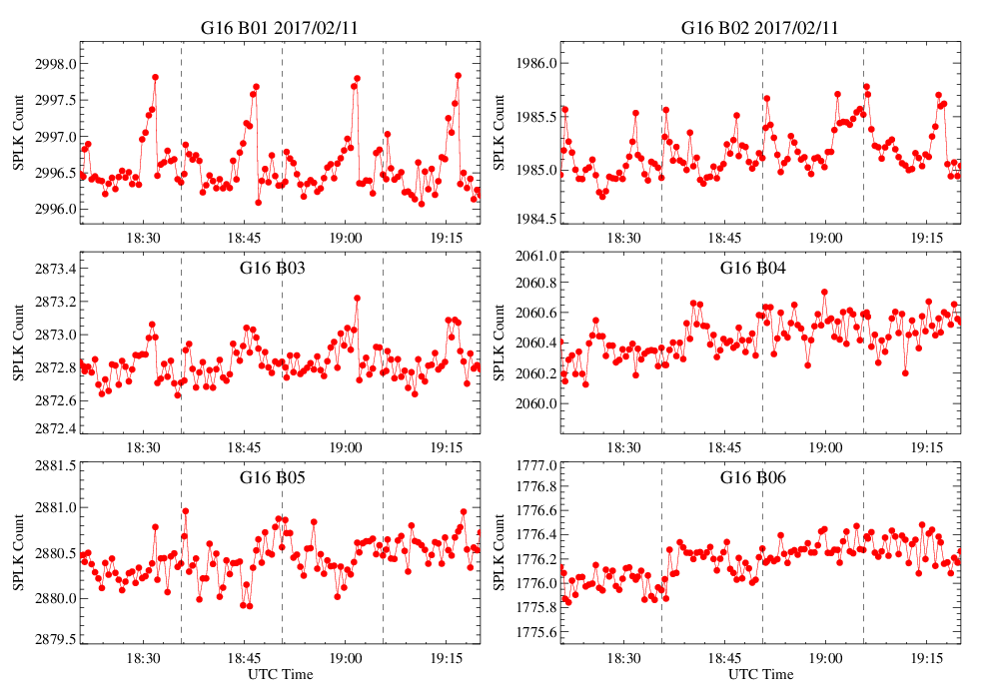 G16 B01 2017/02/11
SPLK Count
2998.0
2997.5
2997.0
2996.5
2996.0
18:30 18:45 19:00 19:15
G16 B02 2017/02/11
SPLK Count
1986.0
1985.5
1985.0
1984.5
18:30 18:45 19:00 19:15
G16 B03
SPLK Count
2873.4
2873.2
2873.0
2872.8
2872.6
2872.4
18:30 18:45 19:00 19:15
G16 B04
SPLK Count
2061.0
2060.8
2060.6
2060.4
2060.2
2060.0
18:30 18:45 19:00 19:15
G16 B05
SPLK Count
2881.5
2881.0
2880.5
2880.0
2879.5
18:30 18:45 19:00 19:15
UTC Time
G16 B06
SPLK Count
1777.0
1776.8
1776.6
1776.4
1776.2
1776.0
1775.8
1775.6
18:30 18:45 19:00 19:15
UTC Time